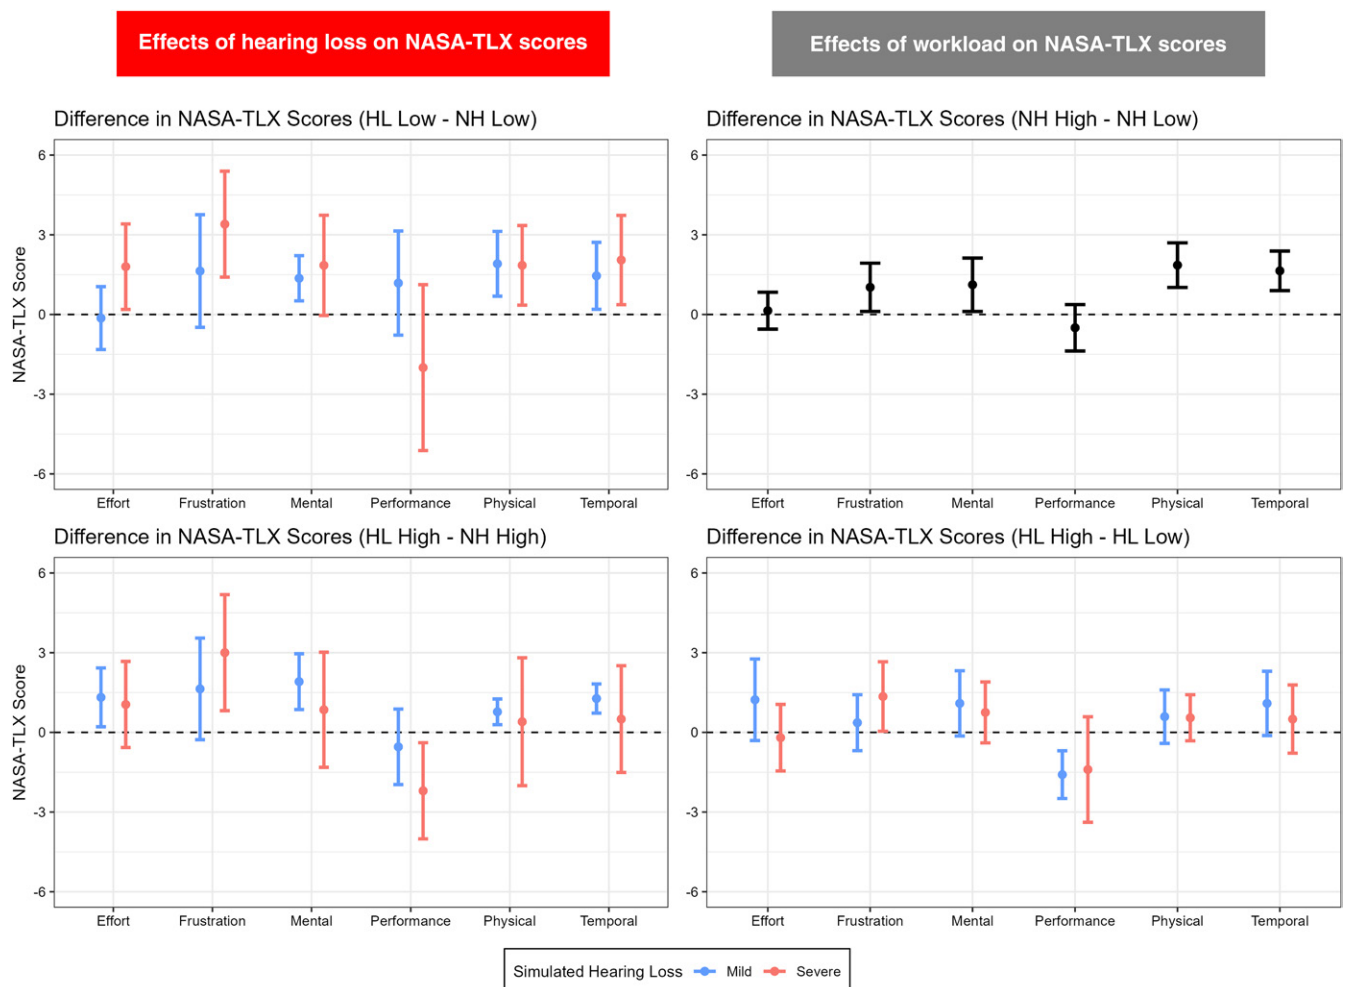 Effects of hearing loss on NASA-TLX scores
Effects of workload on NASA-TLX scores
Difference in NASA-TLX Scores (HL Low - NH Low)
NASA-TLX Score
6
3
0
-3
-6
Effort Frustration Mental Performance Physical Temporal
Difference in NASA-TLX Scores (NH High - NH Low)
6
3
0
-3
-6
Effort Frustration Mental Performance Physical Temporal
Difference in NASA-TLX Scores (HL High - NH High)
NASA-TLX Score
6
3
0
-3
-6
Effort Frustration Mental Performance Physical Temporal
Difference in NASA-TLX Scores (HL High - HL Low)
6
3
0
-3
-6
Effort Frustration Mental Performance Physical Temporal
Simulated Hearing Loss Mild Severe